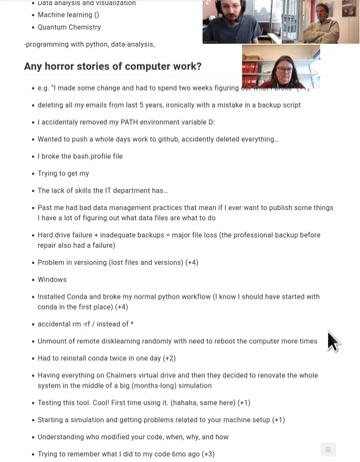 Data analysis and visualization
Machine learning ()
Quantum Chemistry
-programming with python, data-analysis,
Any horror stories of computer work?
e.g. "I made some change and had to spend two weeks figuring
deleting all my emails from last 5 years, ironically with a mistake in a backup script
I accidentaly removed my PATH environment variable D:
Wanted to push a whole days work to github, accidently deleted everything...
I broke the bash.profile file
Trying to get my
The lack of skills the IT department has...
Past me had bad data management practices that mean if I ever want to publish some things
I have a lot of figuring out what data files are what to do
Hard drive failure + inadequate backups = major file loss (the professional backup before
repair also had a failure)
Problem in versioning (lost files and versions) (+4)
Windows
Installed Conda and broke my normal python workflow (I know I should have started with
conda in the first place) (+4)
accidental rm -rf / instead of *
Unmount of remote disklearning randomly with need to reboot the computer more times
Had to reinstall conda twice in one day (+2)
Having everything on Chalmers virtual drive and then they decided to renovate the whole
system in the middle of a big (months-long) simulation
Testing this tool. Cool! First time using it. (hahaha, same here) (+1)
Starting a simulation and getting problems related to your machine setup (+1)
Understanding who modified your code, when, why, and how
Trying to remember what I did to my code 6mo ago (+3)